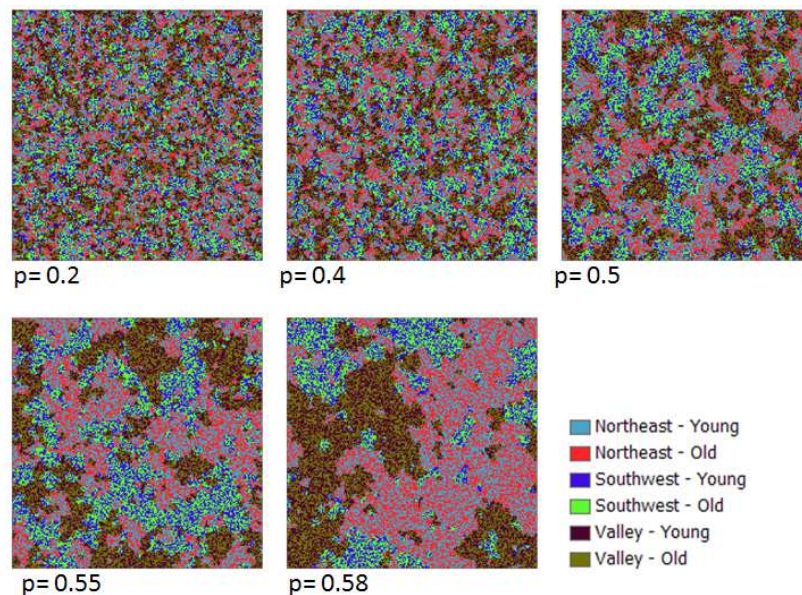 p= 0.2
p= 0.4
p= 0.5
p= 0.55
p= 0.58
Northeast - Young
Northeast - Old
Southwest - Young
Southwest - Old
Valley - Young
Valley - Old